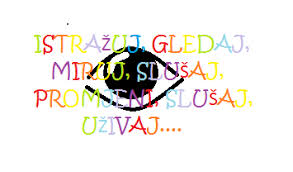 ISTRAžUJ, GLEDAJ,
MIRUJ, SLUšAJ,
PROMJENI, SLUšAJ,
UžIVAJ....